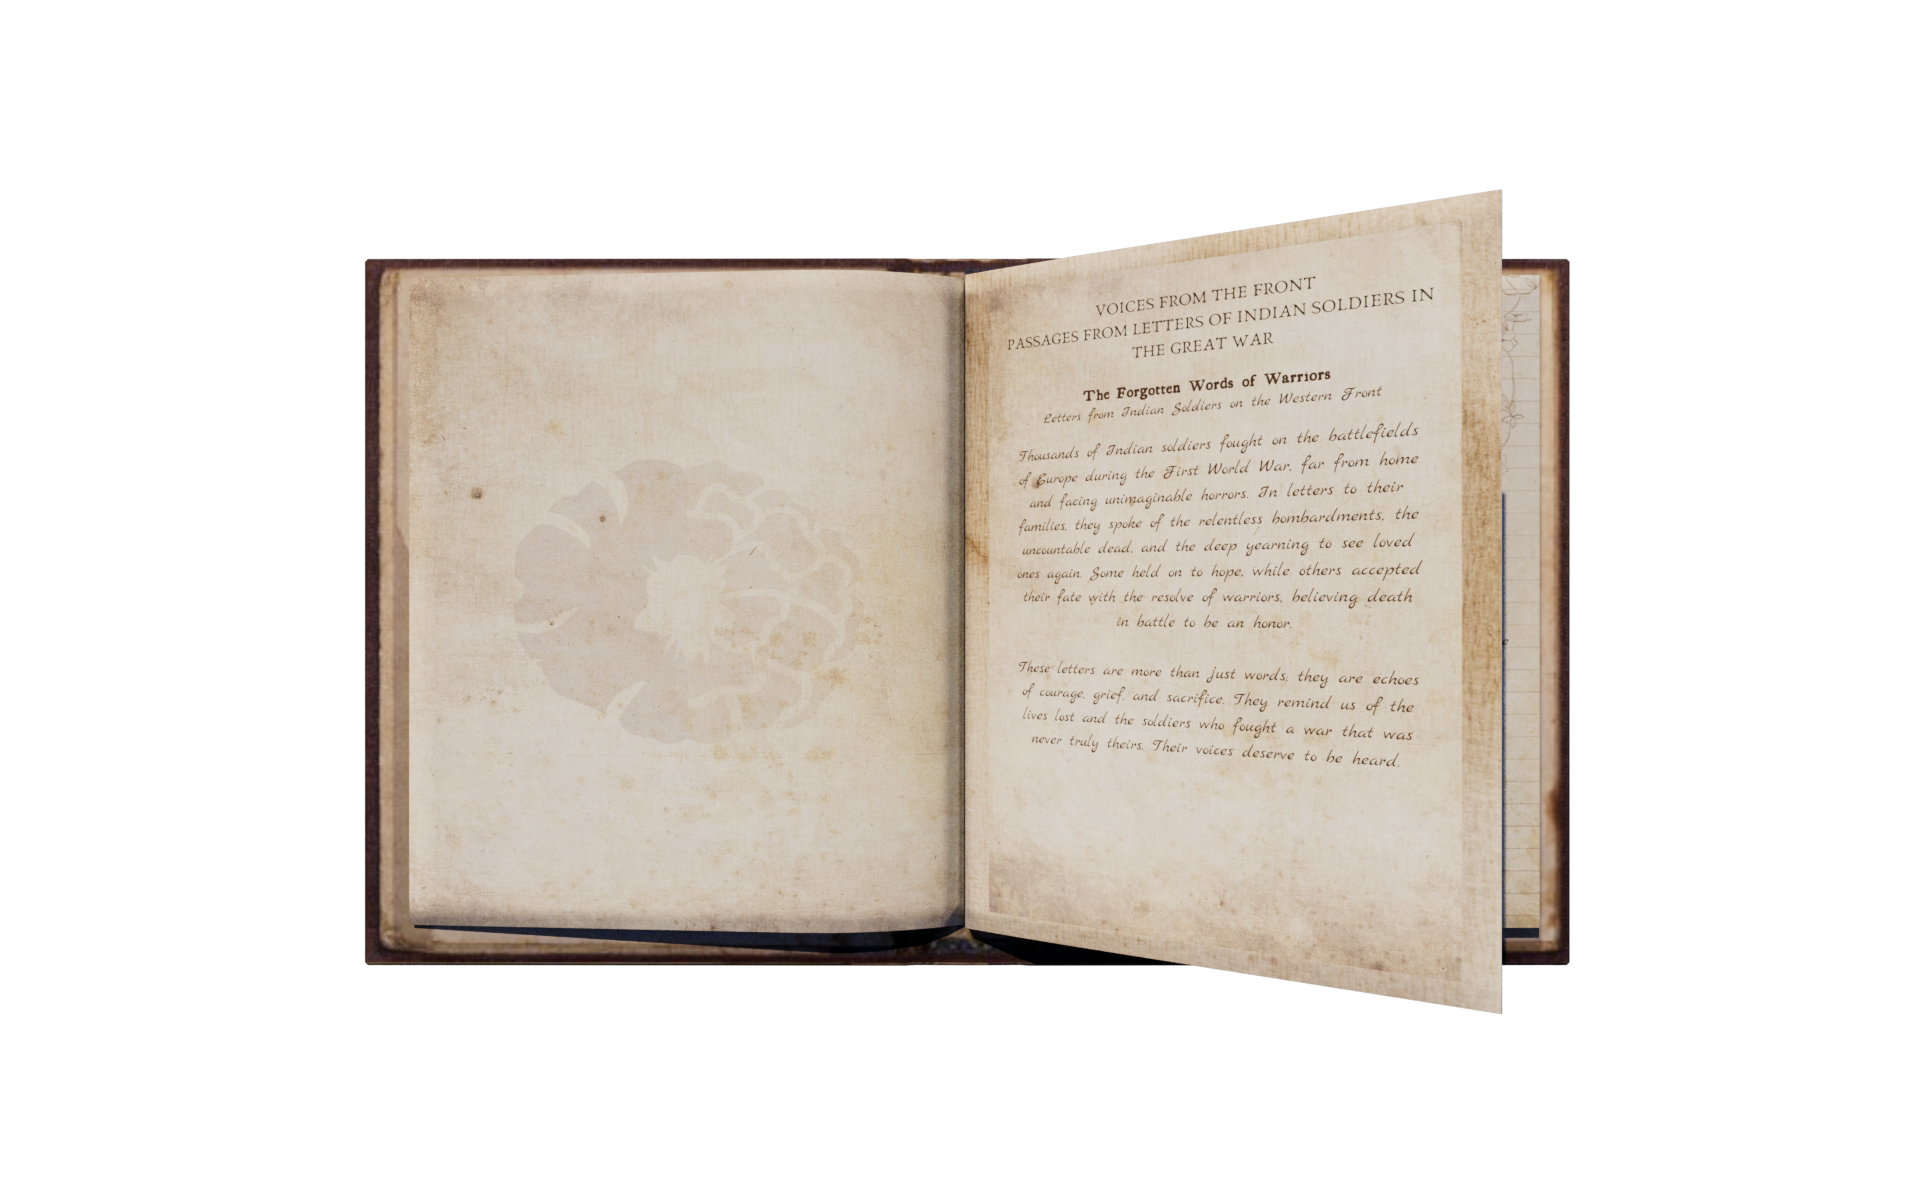 VOICES FROM THE FRONT
PASSAGES FROM LETTERS OF INDIAN SOLDIERS IN
THE GREAT WAR
The Forgotten Words of Warriors
Letters from Indian Soldiers on the Western Front
Thousands of Indian soldiers fought on the battlefields
of Europe during the First World War, far from home
and facing unimaginable horrors. In letters to their
families, they spoke of the relentless bombardments, the
uncountable dead, and the deep yearning to see loved
ones again. Some held on to hope, while others accepted
their fate with the resolve of warriors, believing death
in battle to be an honor.
These letters are more than just words; they are echoes
of courage, grief, and sacrifice. They remind us of the
lives lost and the soldiers who fought a war that was
never truly theirs. Their voices deserve to be heard.